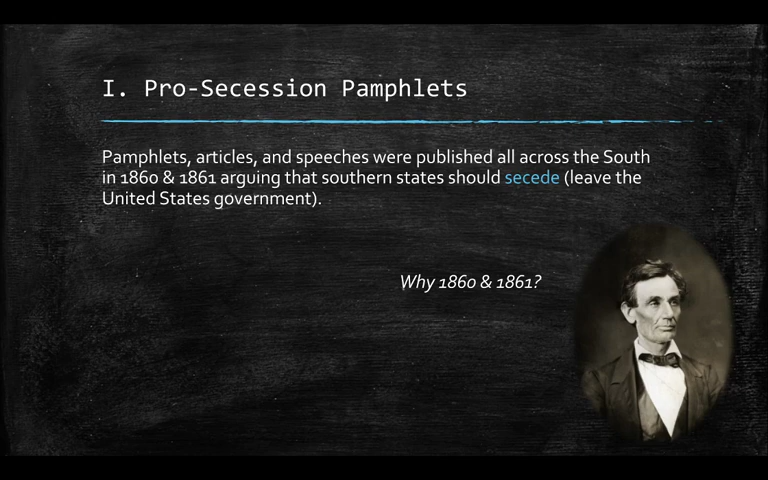 I. Pro-Secession Pamphlets
Pamphlets, articles, and speeches were published all across the South
in 1860 & 1861 arguing that southern states should secede (leave the
United States government).
Why 1860 & 1861?